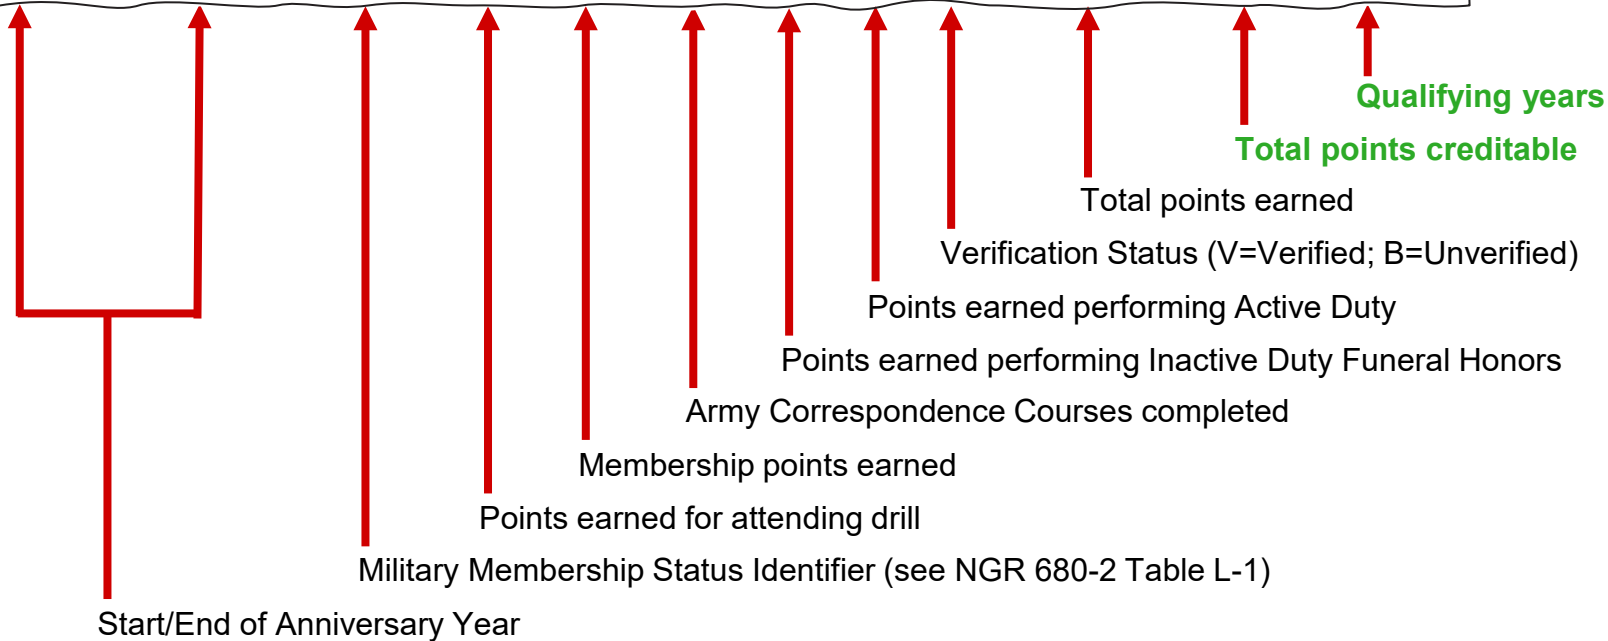 Qualifying years
Total points creditable
Total points earned
Verification Status (V=Verified; B=Unverified)
Points earned performing Active Duty
Points earned performing Inactive Duty Funeral Honors
Army Correspondence Courses completed
Membership points earned
Points earned for attending drill
Military Membership Status Identifier (see NGR 680-2 Table L-1)
Start/End of Anniversary Year